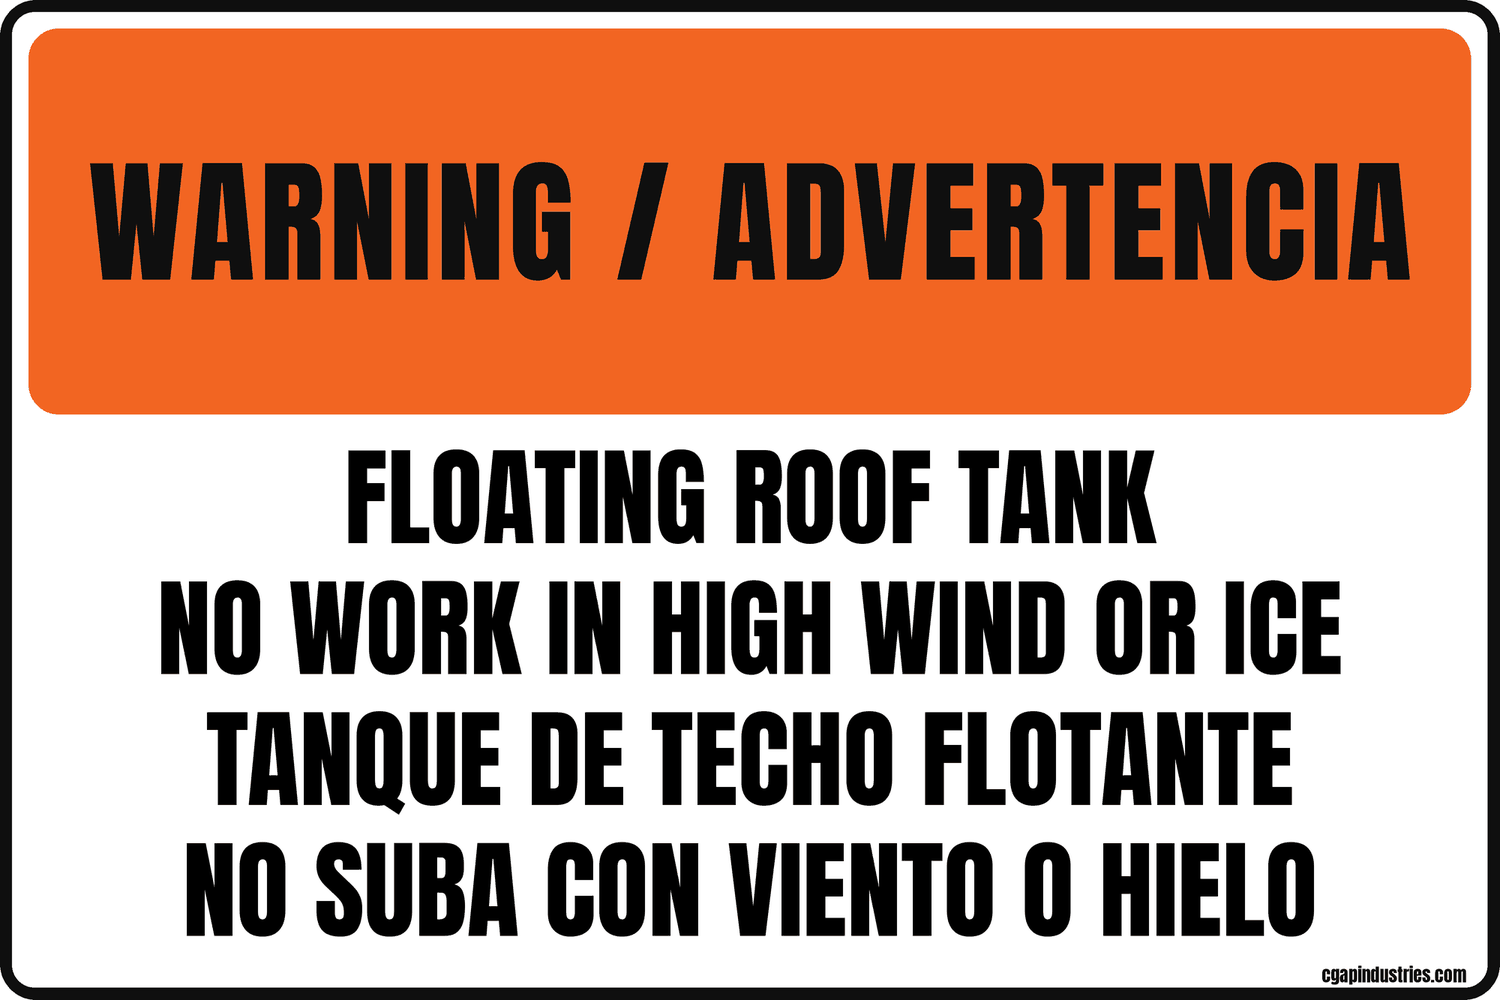 WARNING / ADVERTENCIA
FLOATING ROOF TANK
NO WORK IN HIGH WIND OR ICE
TANQUE DE TECHO FLOTANTE
NO SUBA CON VIENTO O HIELO
cgapindustries.com